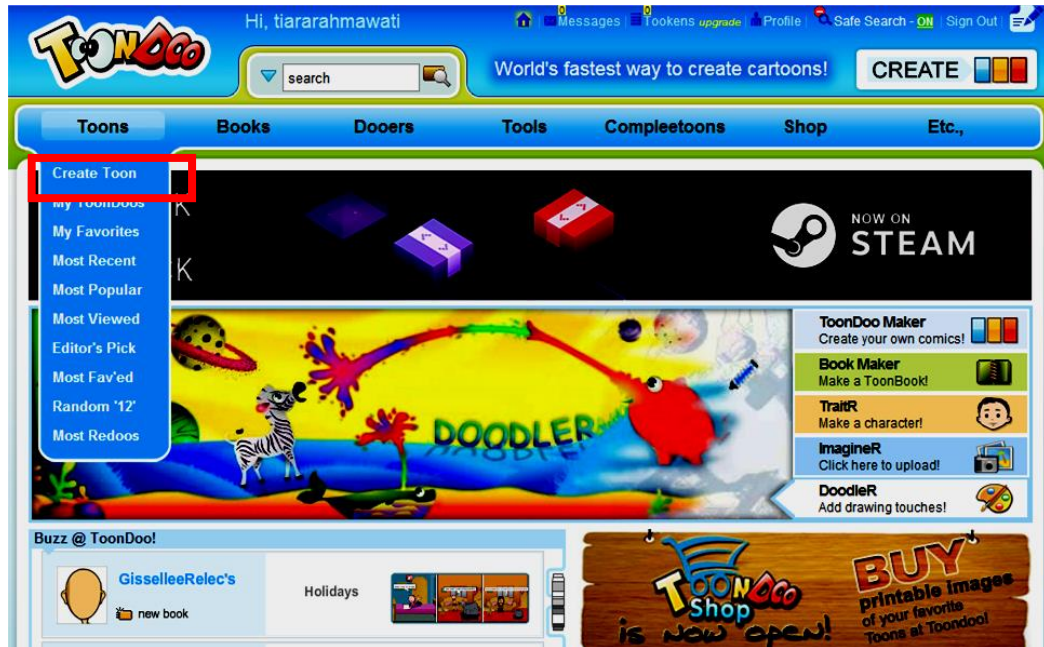 TOONDOO
Hi, tiararahmawati
0 0
Messages Tookens upgrade Profile Safe Search - ON Sign Out
search
World's fastest way to create cartoons!
CREATE
Toons Books Dooers Tools Compleetoons Shop Etc.,
Create Toon
My ToonDoos
My Favorites
Most Recent
Most Popular
Most Viewed
Editor's Pick
Most Fav'ed
Random '12'
Most Redoos
K
K
NOW ON
STEAM
DOODLER
ToonDoo Maker
Create your own comics!
Book Maker
Make a ToonBook!
TraitR
Make a character!
ImagineR
Click here to upload!
DoodleR
Add drawing touches!
Buzz @ ToonDoo!
GisselleeRelec's
new book
Holidays
TOONDOO
Shop
is now open!
BUY
printable images
of your favorite
Toons at Toondoo!